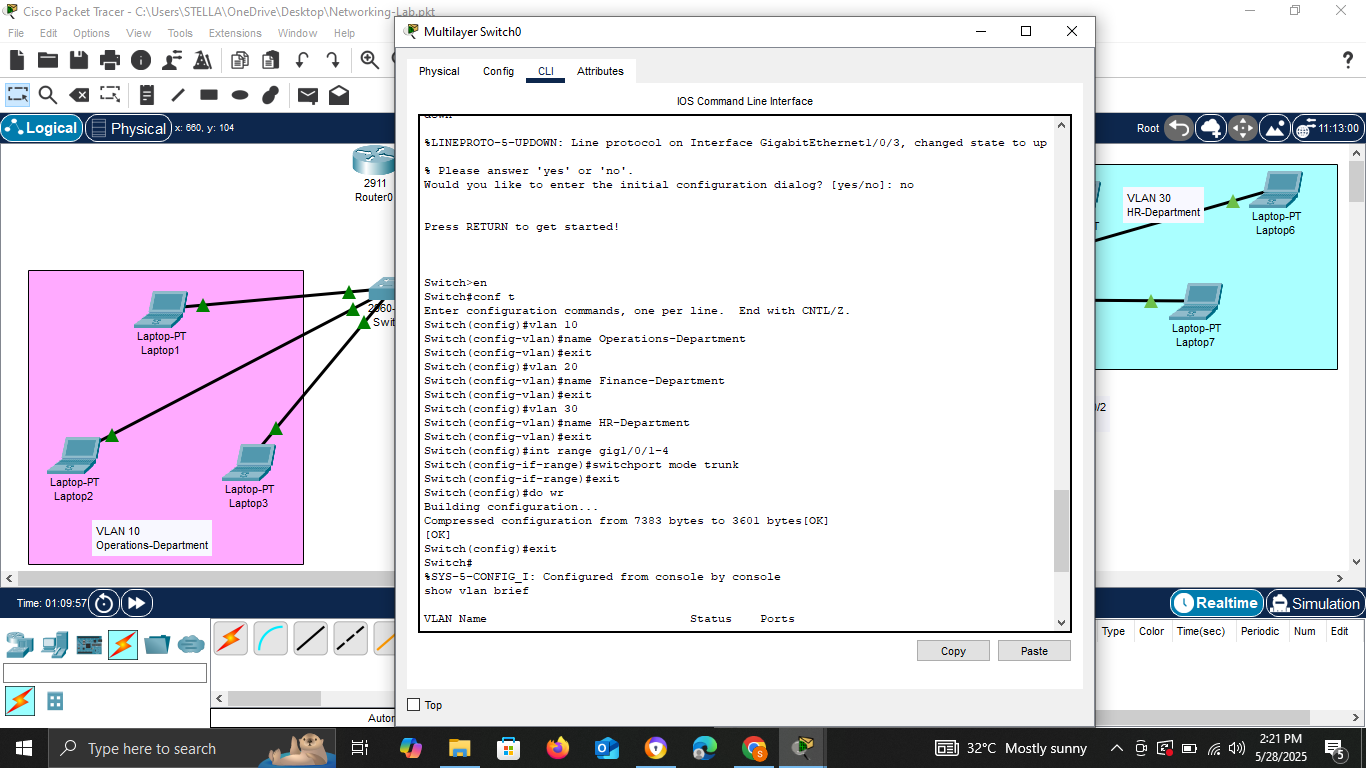 Cisco Packet Tracer - C:\Users\STELLA\OneDrive\Desktop\Networking-Lab.pkt
File Edit Options View Tools Extensions Window Help
Logical Physical x: 660, y: 104
Root 11:13:00
2911
Router0
Laptop-PT
Laptop1
Laptop-PT
Laptop2
Laptop-PT
Laptop3
VLAN 10
Operations-Department
VLAN 30
HR-Department
Laptop-PT
Laptop6
Laptop-PT
Laptop7
Multilayer Switch0
Physical Config CLI Attributes
IOS Command Line Interface
down
%LINEPROTO-5-UPDOWN: Line protocol on Interface GigabitEthernet1/0/3, changed state to up
% Please answer 'yes' or 'no'.
Would you like to enter the initial configuration dialog? [yes/no]: no
Press RETURN to get started!
Switch>en
Switch#conf t
Enter configuration commands, one per line.  End with CNTL/Z.
Switch(config)#vlan 10
Switch(config-vlan)#name Operations-Department
Switch(config-vlan)#exit
Switch(config)#vlan 20
Switch(config-vlan)#name Finance-Department
Switch(config-vlan)#exit
Switch(config)#vlan 30
Switch(config-vlan)#name HR-Department
Switch(config-vlan)#exit
Switch(config)#int range gig1/0/1-4
Switch(config-if-range)#switchport mode trunk
Switch(config-if-range)#exit
Switch(config)#do wr
Building configuration...
Compressed configuration from 7383 bytes to 3601 bytes[OK]
[OK]
Switch(config)#exit
Switch#
%SYS-5-CONFIG_I: Configured from console by console
show vlan brief
VLAN Name Status Ports
Copy Paste
Top
Time: 01:09:57
Realtime Simulation
Type Color Time(sec) Periodic Num Edit
Type here to search
32°C Mostly sunny
2:21 PM
5/28/2025
5